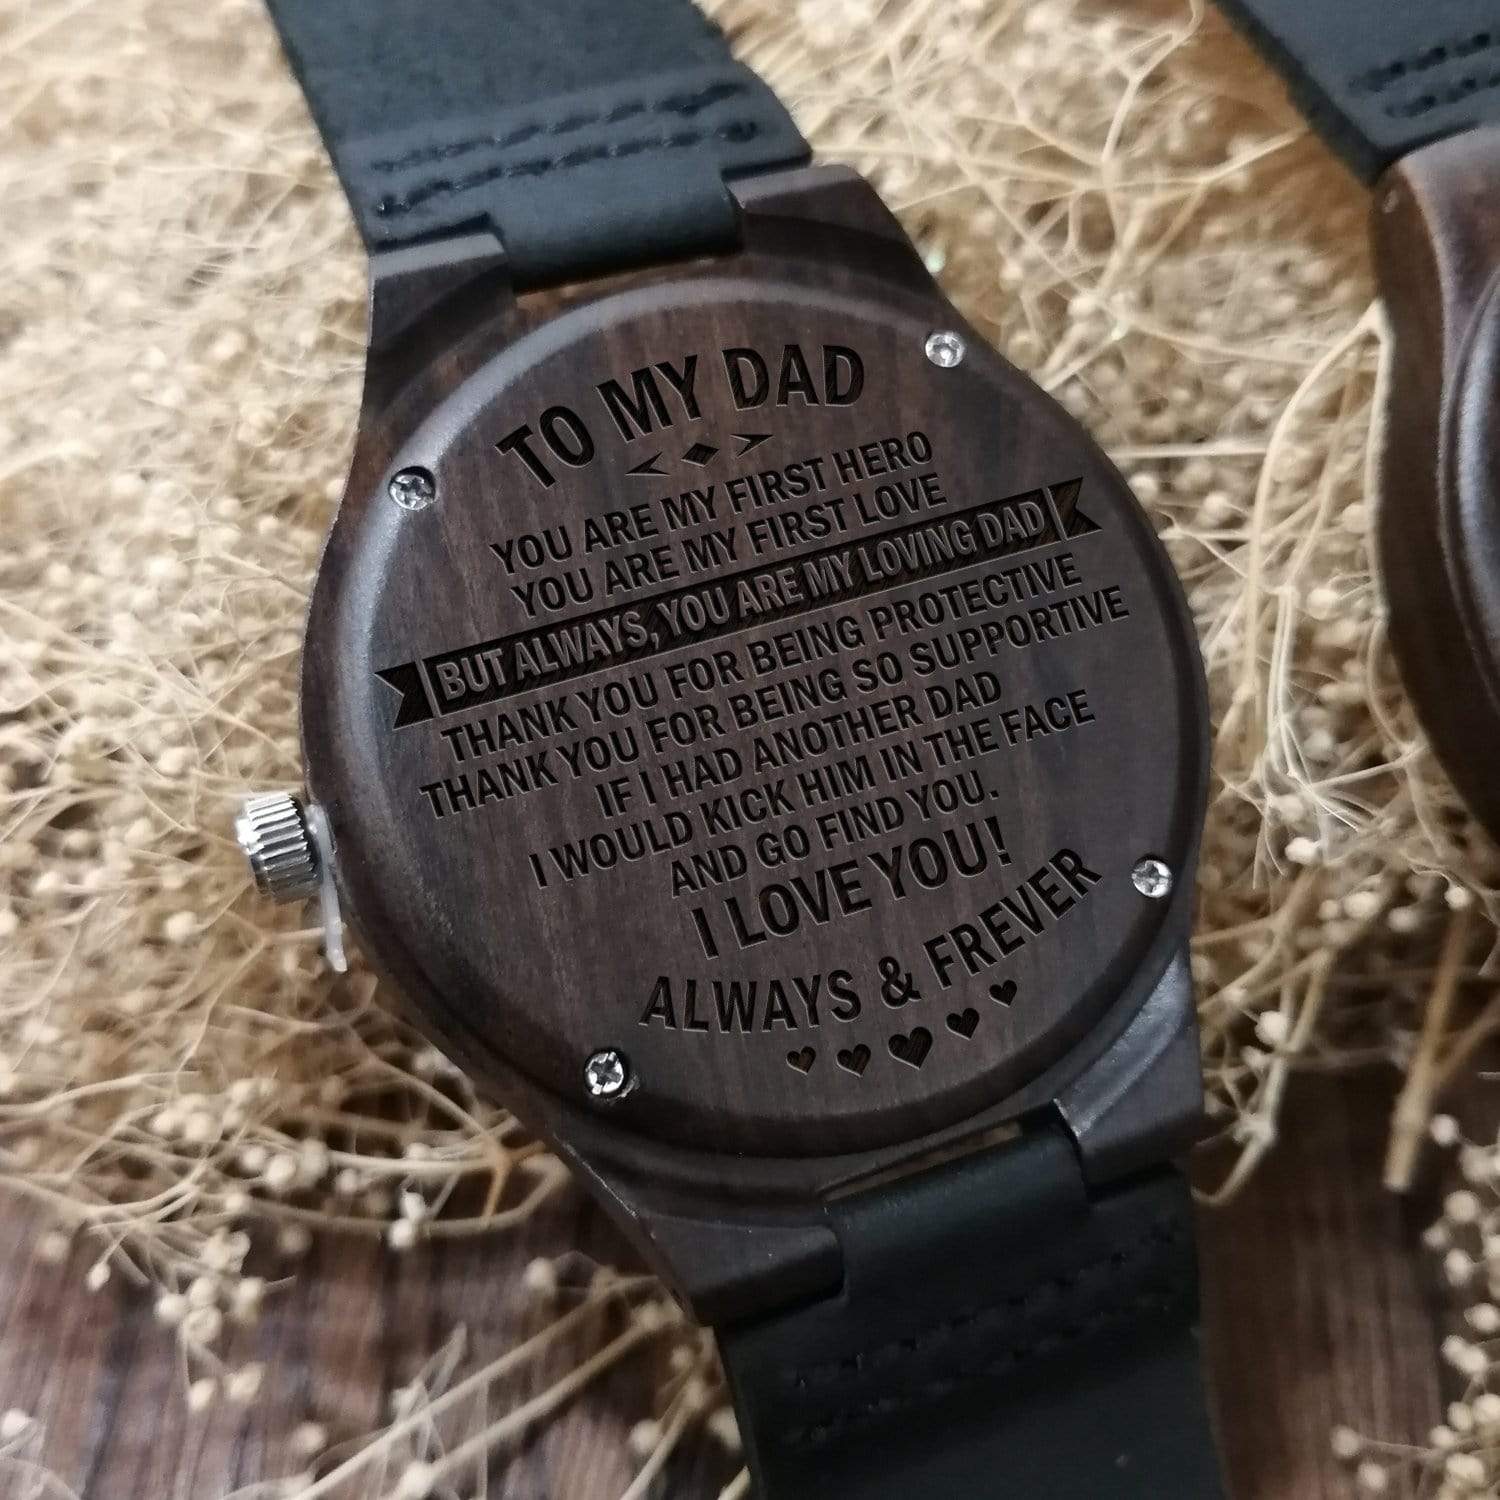 TO MY DAD
YOU ARE MY FIRST HERO
YOU ARE MY FIRST LOVE
BUT ALWAYS, YOU ARE MY LOVING DAD
THANK YOU FOR BEING PROTECTIVE
THANK YOU FOR BEING SO SUPPORTIVE
IF I HAD ANOTHER DAD
I WOULD KICK HIM IN THE FACE
AND GO FIND YOU.
I LOVE YOU!
ALWAYS & FREVER